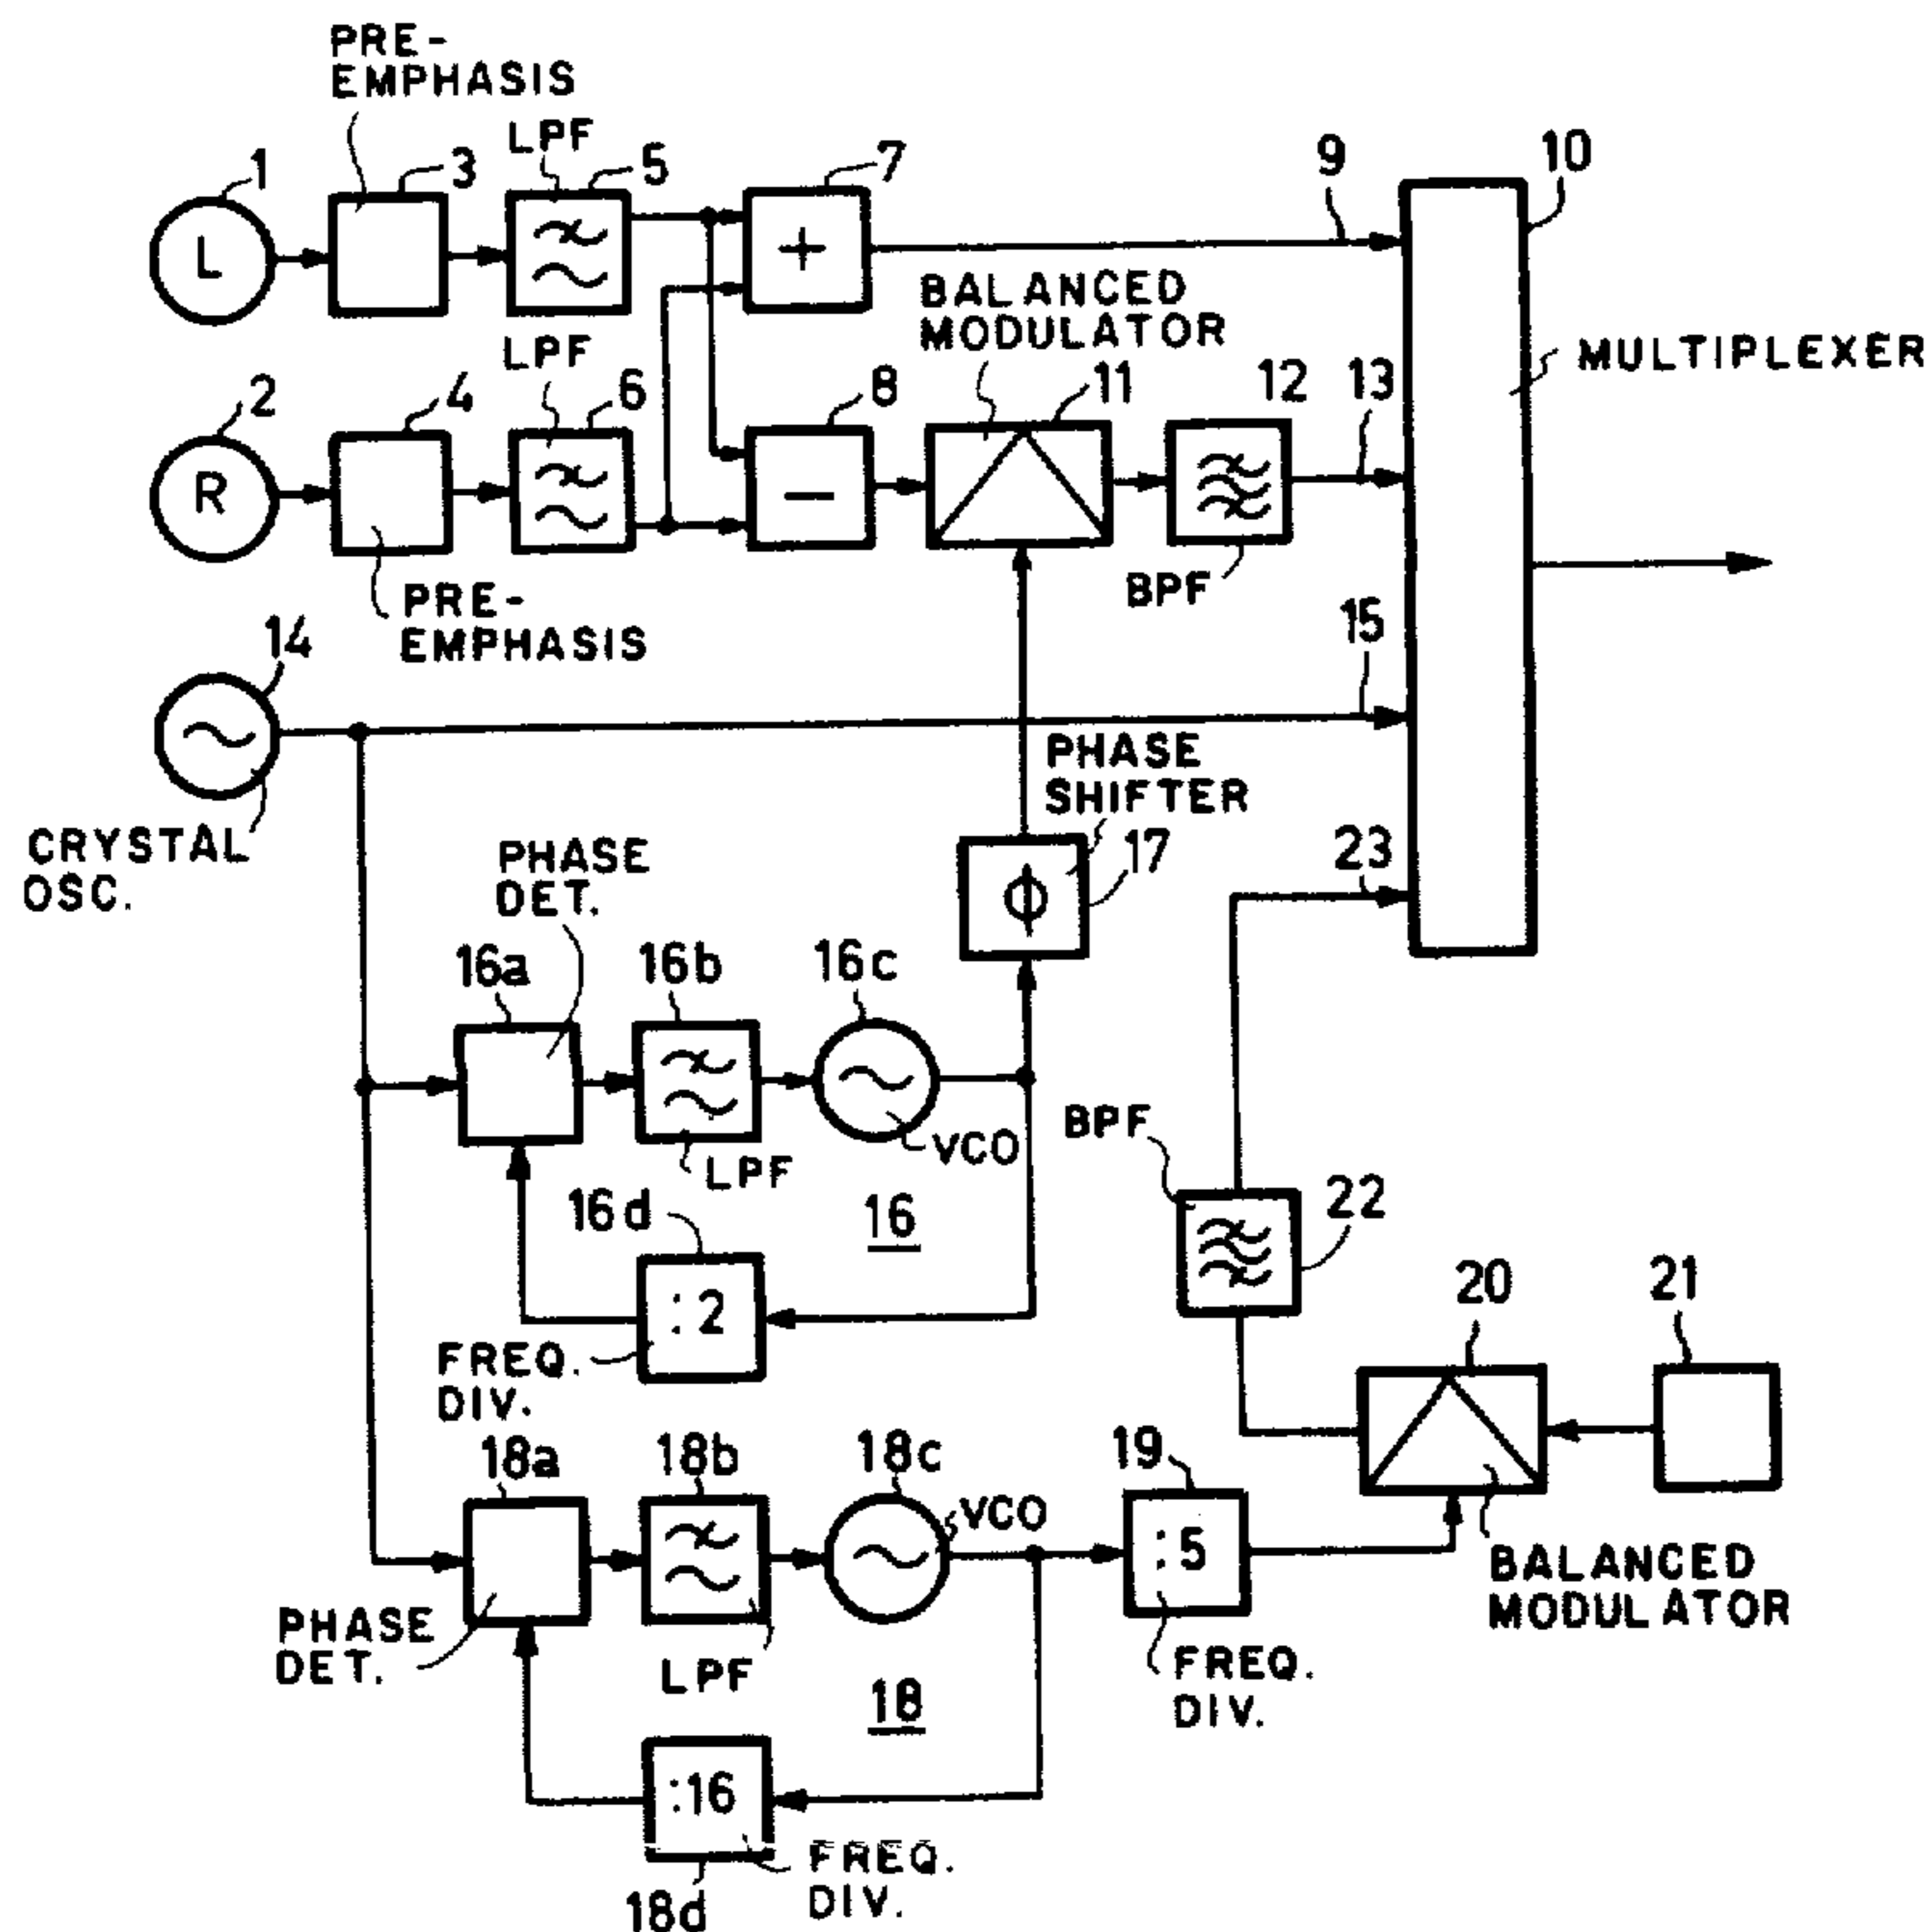 PRE-
EMPHASIS
1
3
LPF
5
7
9
10
L
+
BALANCED
MODULATOR
MULTIPLEXER
2
4
LPF
6
8
11
12
13
R
−
BPF
PRE-
EMPHASIS
14
15
CRYSTAL
OSC.
PHASE
SHIFTER
17
ϕ
23
PHASE
DET.
16a
16b
16c
VCO
LPF
16
16d
:2
FREQ.
DIV.
BPF
22
20
21
18a
18b
18c
VCO
19
:5
BALANCED
MODULATOR
PHASE
DET.
LPF
18
FREQ.
DIV.
:16
18d
FREQ.
DIV.